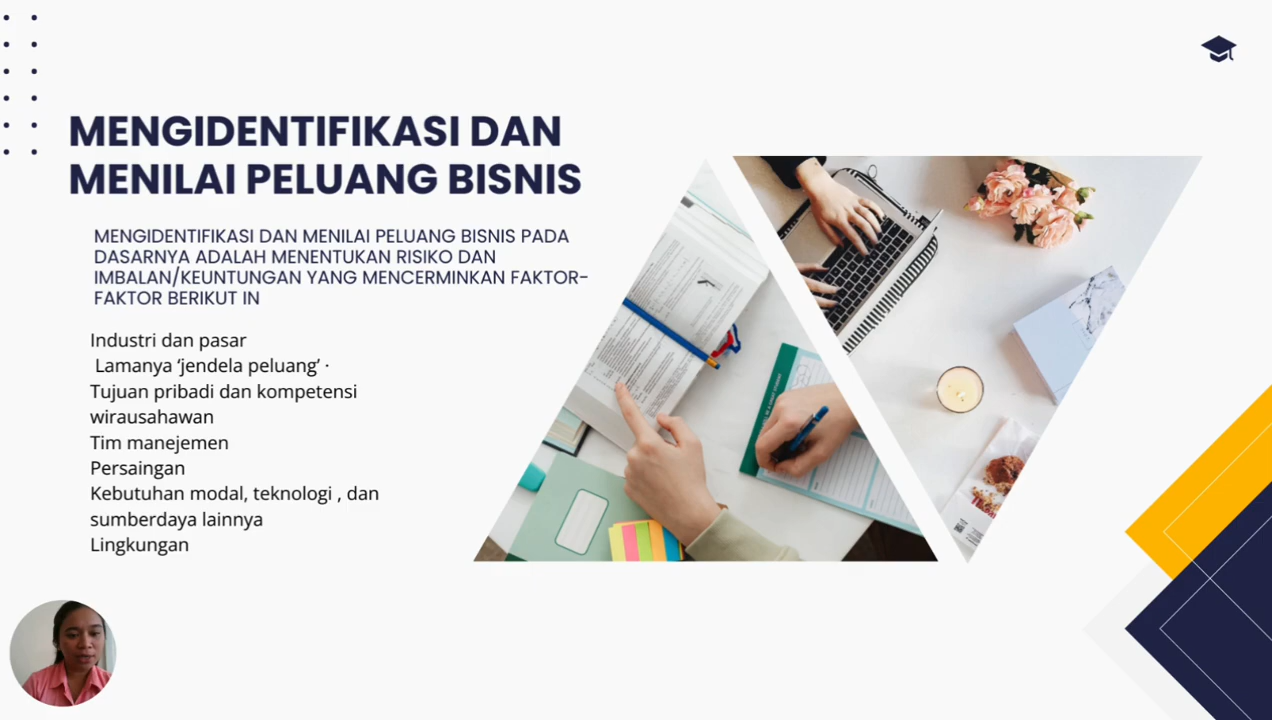 MENGIDENTIFIKASI DAN
MENILAI PELUANG BISNIS
MENGIDENTIFIKASI DAN MENILAI PELUANG BISNIS PADA
DASARNYA ADALAH MENENTUKAN RISIKO DAN
IMBALAN/KEUNTUNGAN YANG MENCERMINKAN FAKTOR-
FAKTOR BERIKUT IN
Industri dan pasar
Lamanya ‘jendela peluang’ ·
Tujuan pribadi dan kompetensi
wirausahawan
Tim manejemen
Persaingan
Kebutuhan modal, teknologi , dan
sumberdaya lainnya
Lingkungan